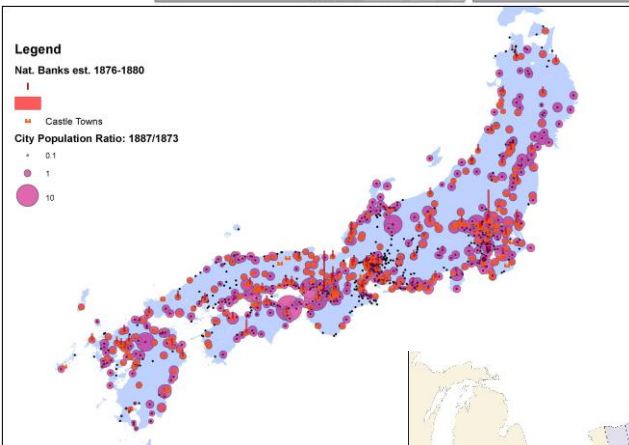 Legend
Nat. Banks est. 1876-1880
Castle Towns
City Population Ratio: 1887/1873
0.1
1
10